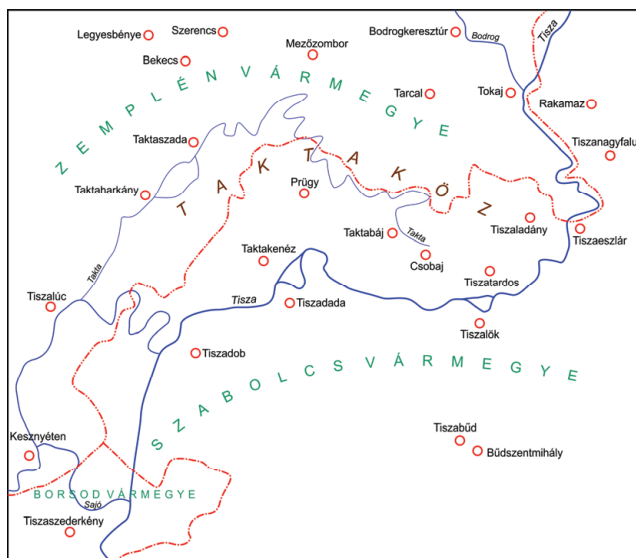 Legyesbénye
Szerencs
Bodrogkeresztúr
Bodrog
Tisza
Bekecs
Mezőzombor
ZEMPLÉN VÁRMEGYE
Tarcal
Tokaj
Rakamaz
Taktaszada
Tiszanagyfalu
TAKTAKÖZ
Taktaharkány
Prügy
Tiszaladány
Tiszaeszlár
Taktabáj
Takta
Csobaj
Taktakenéz
Tiszatardos
Takta
Tiszalúc
Tisza
Tiszadada
Tiszalök
Tiszadob
SZABOLCS VÁRMEGYE
Kesznyéten
Tiszabűd
Bűdszentmihály
BORSOD VÁRMEGYE
Sajó
Tiszaszederkény